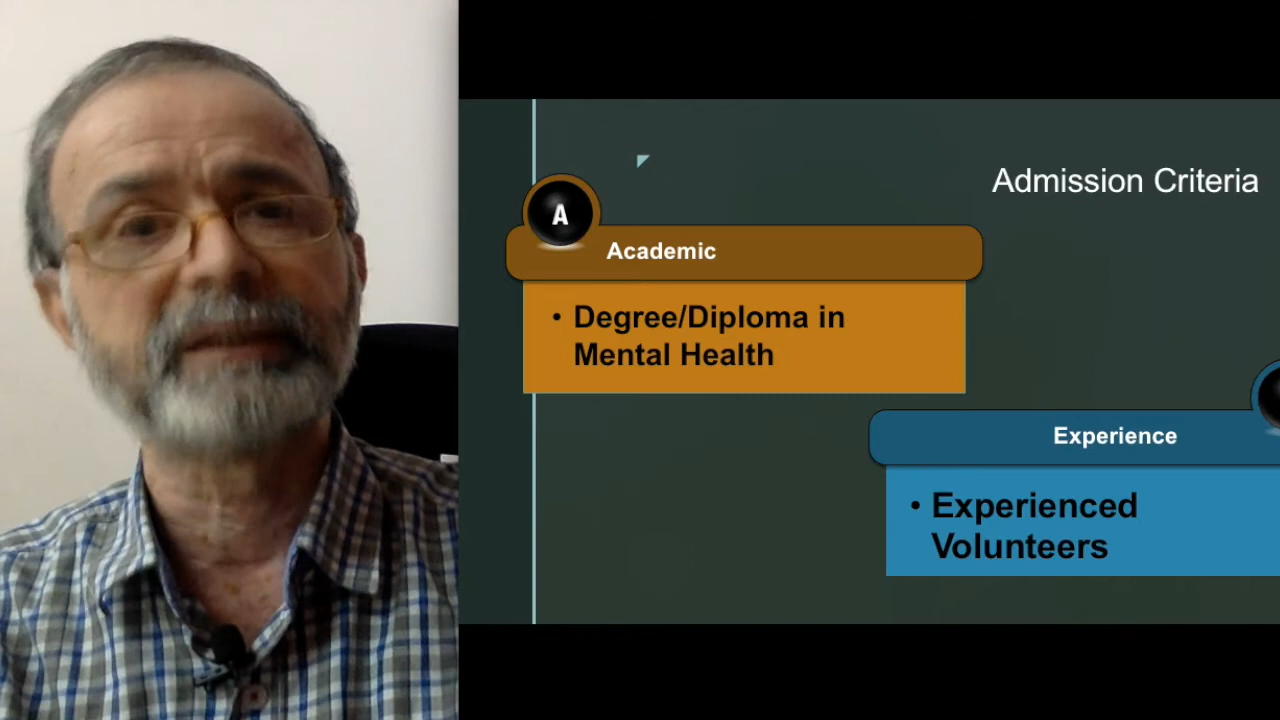 Admission Criteria
A
Academic
• Degree/Diploma in
Mental Health
Experience
• Experienced
Volunteers